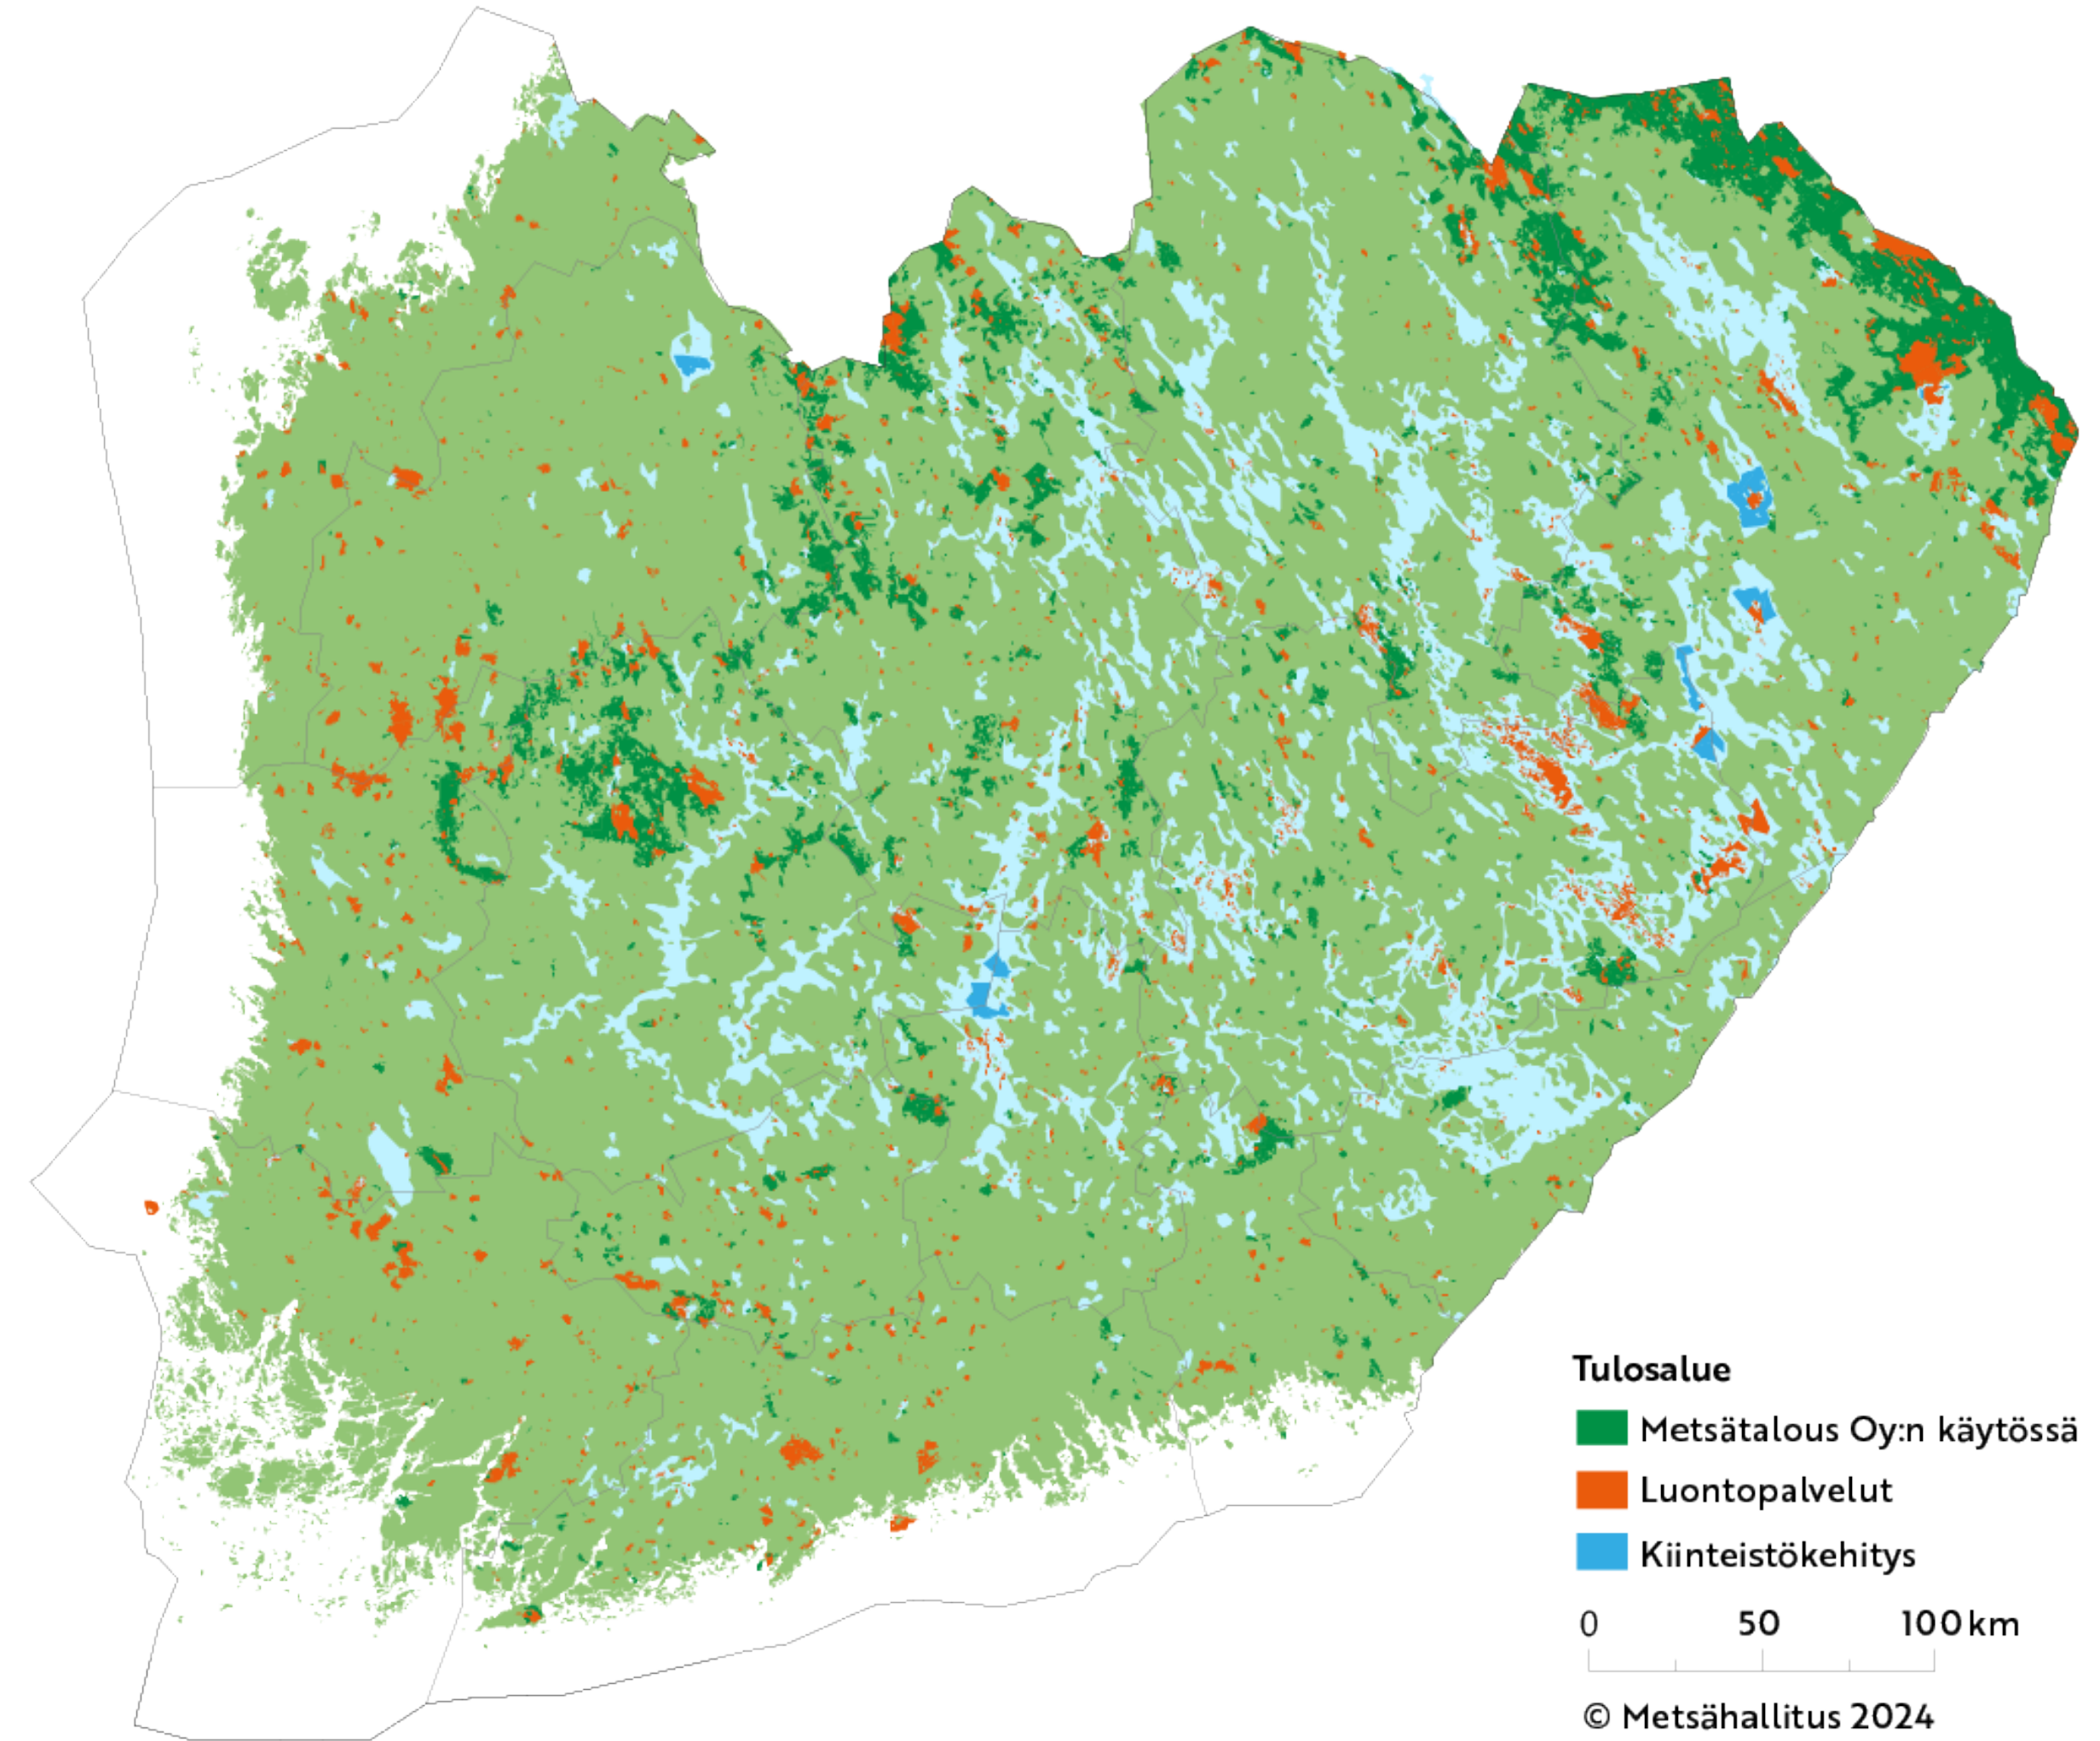 Tulosalue
Metsätalous Oy:n käytössä
Luontopalvelut
Kiinteistökehitys
0 50 100 km
© Metsähallitus 2024